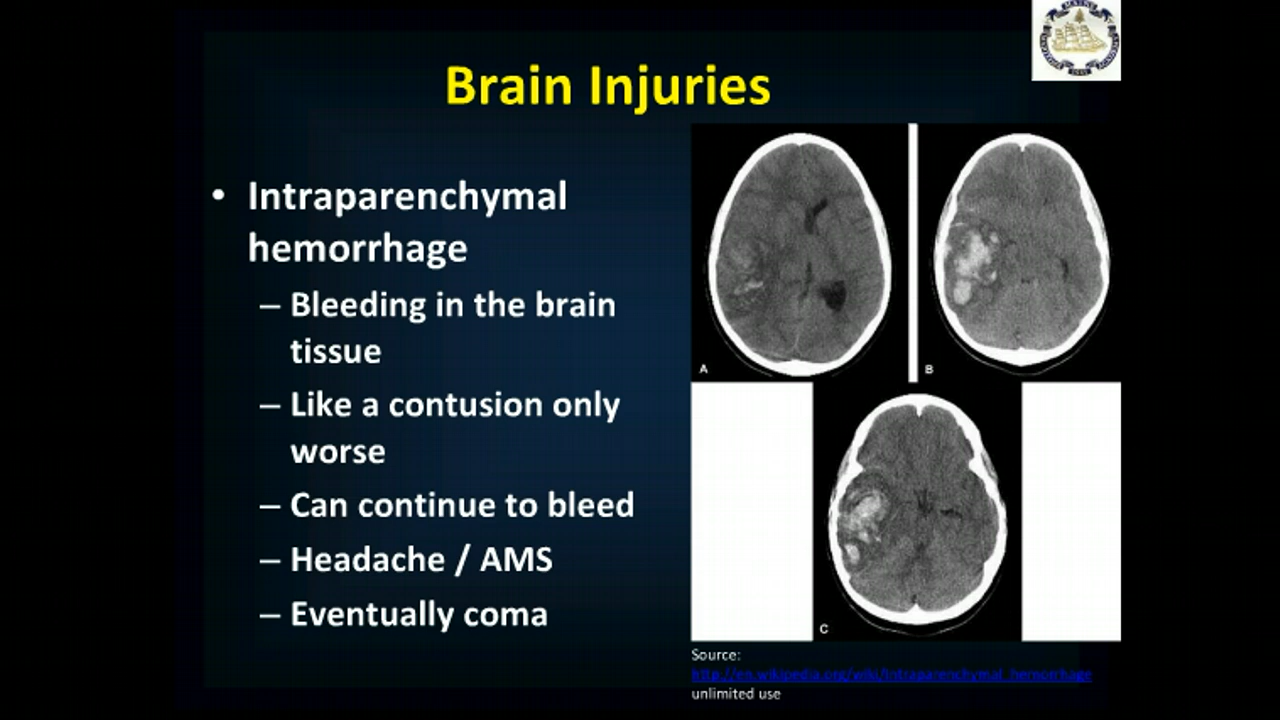 Brain Injuries
• Intraparenchymal
hemorrhage
– Bleeding in the brain
tissue
– Like a contusion only
worse
– Can continue to bleed
– Headache / AMS
– Eventually coma
A
B
C
Source:
http://en.wikipedia.org/wiki/Intraparenchymal_hemorrhage
unlimited use